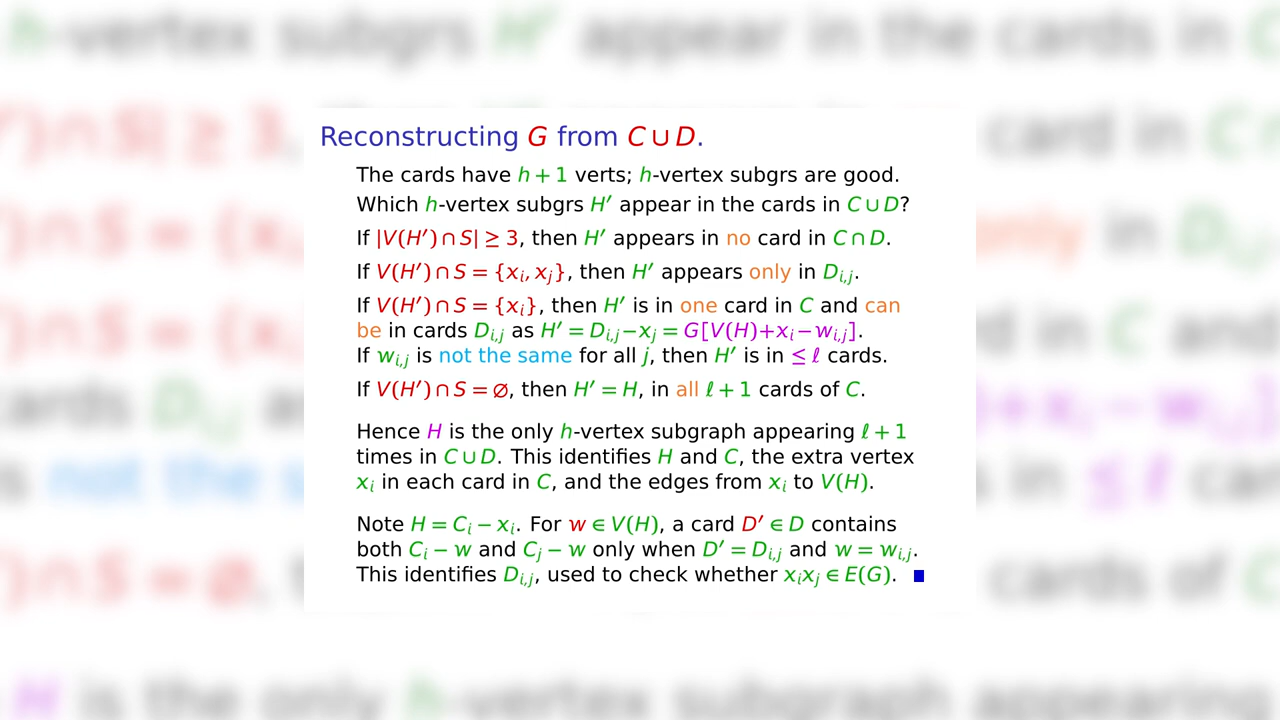 Reconstructing G from C ∪ D.
The cards have h + 1 verts; h-vertex subgrs are good.
Which h-vertex subgrs H′ appear in the cards in C ∪ D?
If |V(H′) ∩ S| ≥ 3, then H′ appears in no card in C ∩ D.
If V(H′) ∩ S = {x_i, x_j}, then H′ appears only in D_{i,j}.
If V(H′) ∩ S = {x_i}, then H′ is in one card in C and can
be in cards D_{i,j} as H′ = D_{i,j} − x_j = G[V(H)+x_i−w_{i,j}].
If w_{i,j} is not the same for all j, then H′ is in ≤ ℓ cards.
If V(H′) ∩ S = ∅, then H′ = H, in all ℓ + 1 cards of C.
Hence H is the only h-vertex subgraph appearing ℓ + 1
times in C ∪ D. This identifies H and C, the extra vertex
x_i in each card in C, and the edges from x_i to V(H).
Note H = C_i − x_i. For w ∈ V(H), a card D′ ∈ D contains
both C_i − w and C_j − w only when D′ = D_{i,j} and w = w_{i,j}.
This identifies D_{i,j}, used to check whether x_i x_j ∈ E(G). ■